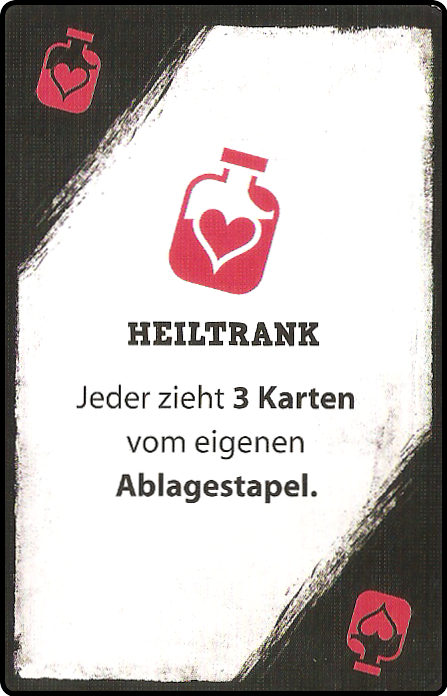 HEILTRANK
Jeder zieht 3 Karten
vom eigenen
Ablagestapel.